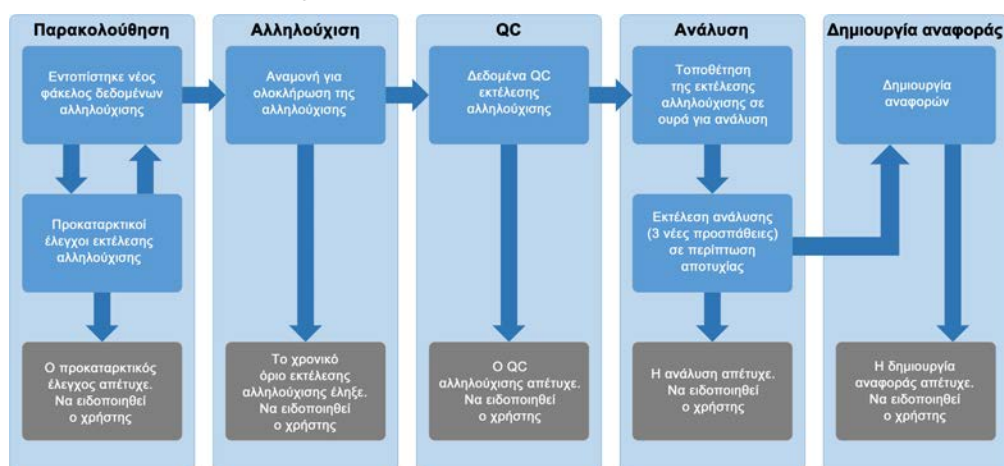 Παρακολούθηση
Εντοπίστηκε νέος
φάκελος δεδομένων
αλληλούχισης
Προκαταρκτικοί
έλεγχοι εκτέλεσης
αλληλούχισης
Ο προκαταρκτικός
έλεγχος απέτυχε.
Να ειδοποιηθεί
ο χρήστης
Αλληλούχιση
Αναμονή για
ολοκλήρωση της
αλληλούχισης
Το χρονικό
όριο εκτέλεσης
αλληλούχισης έληξε.
Να ειδοποιηθεί
ο χρήστης
QC
Δεδομένα QC
εκτέλεσης
αλληλούχισης
Ο QC
αλληλούχισης απέτυχε.
Να ειδοποιηθεί
ο χρήστης
Ανάλυση
Τοποθέτηση
της εκτέλεσης
αλληλούχισης σε
ουρά για ανάλυση
Εκτέλεση ανάλυσης
(3 νέες προσπάθειες)
σε περίπτωση
αποτυχίας
Η ανάλυση απέτυχε.
Να ειδοποιηθεί
ο χρήστης
Δημιουργία αναφοράς
Δημιουργία
αναφορών
Η δημιουργία
αναφοράς απέτυχε.
Να ειδοποιηθεί
ο χρήστης